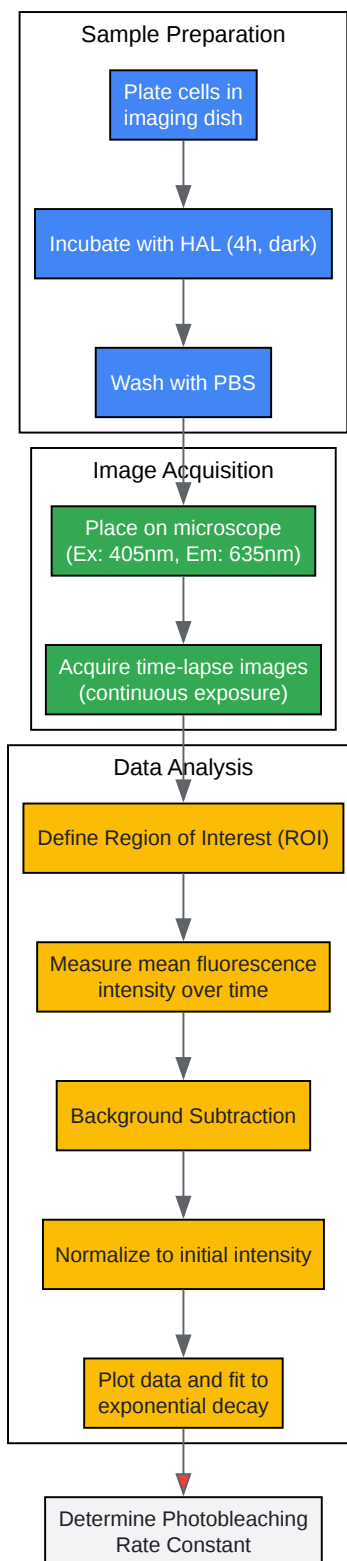 Sample Preparation
Plate cells in
imaging dish
Incubate with HAL (4h, dark)
Wash with PBS
Image Acquisition
Place on microscope
(Ex: 405nm, Em: 635nm)
Acquire time-lapse images
(continuous exposure)
Data Analysis
Define Region of Interest (ROI)
Measure mean fluorescence
intensity over time
Background Subtraction
Normalize to initial intensity
Plot data and fit to
exponential decay
Determine Photobleaching
Rate Constant